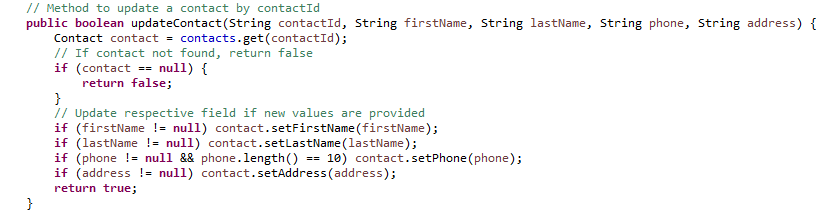 // Method to update a contact by contactId
public boolean updateContact(String contactId, String firstName, String lastName, String phone, String address) {
Contact contact = contacts.get(contactId);
// If contact not found, return false
if (contact == null) {
return false;
}
// Update respective field if new values are provided
if (firstName != null) contact.setFirstName(firstName);
if (lastName != null) contact.setLastName(lastName);
if (phone != null && phone.length() == 10) contact.setPhone(phone);
if (address != null) contact.setAddress(address);
return true;
}